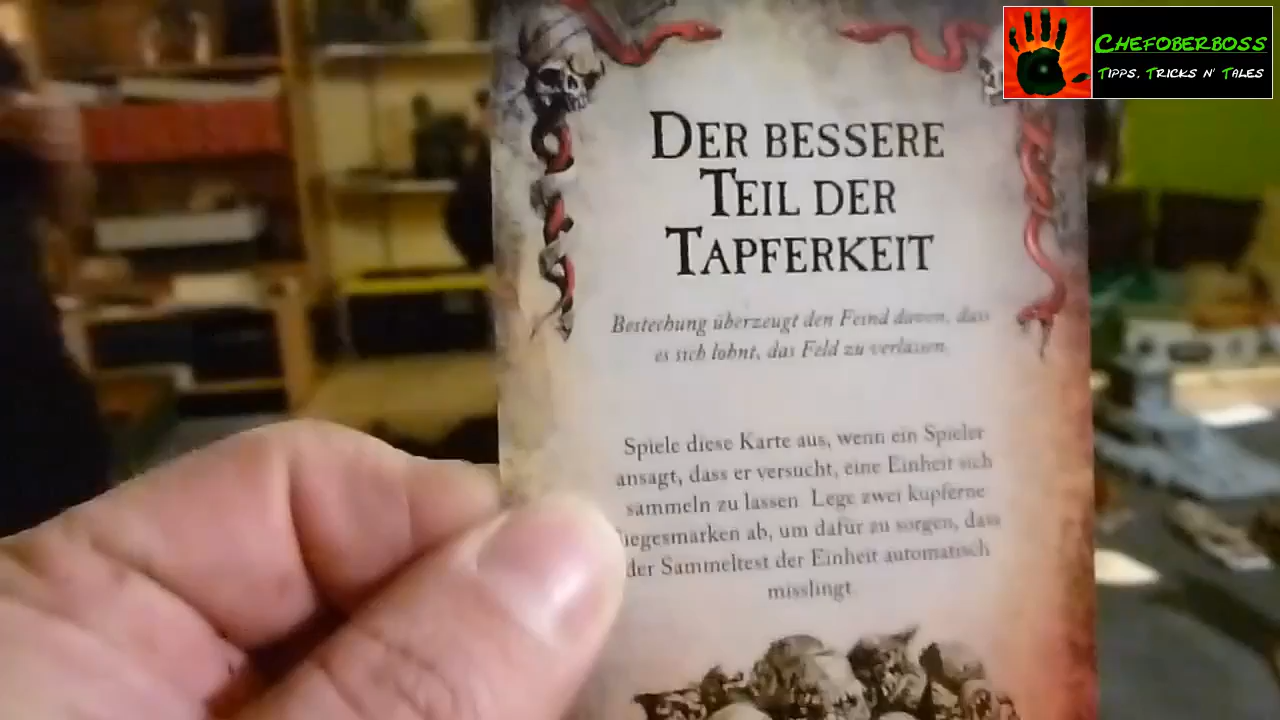 CHEFOBERBOSS
TIPPS, TRICKS N' TALES
DER BESSERE
TEIL DER
TAPFERKEIT
Bestechung überzeugt den Feind davon, dass
es sich lohnt, das Feld zu verlassen.
Spiele diese Karte aus, wenn ein Spieler
ansagt, dass er versucht, eine Einheit sich
sammeln zu lassen. Lege zwei kupferne
iegesmarken ab, um dafür zu sorgen, dass
der Sammeltest der Einheit automatisch
misslingt.